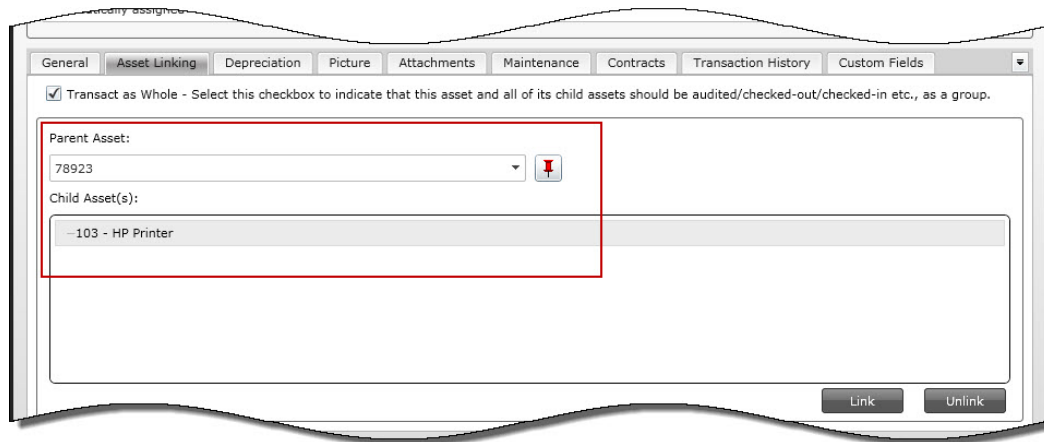 General Asset Linking Depreciation Picture Attachments Maintenance Contracts Transaction History Custom Fields
Transact as Whole - Select this checkbox to indicate that this asset and all of its child assets should be audited/checked-out/checked-in etc., as a group.
Parent Asset:
78923
Child Asset(s):
103 - HP Printer
Link Unlink